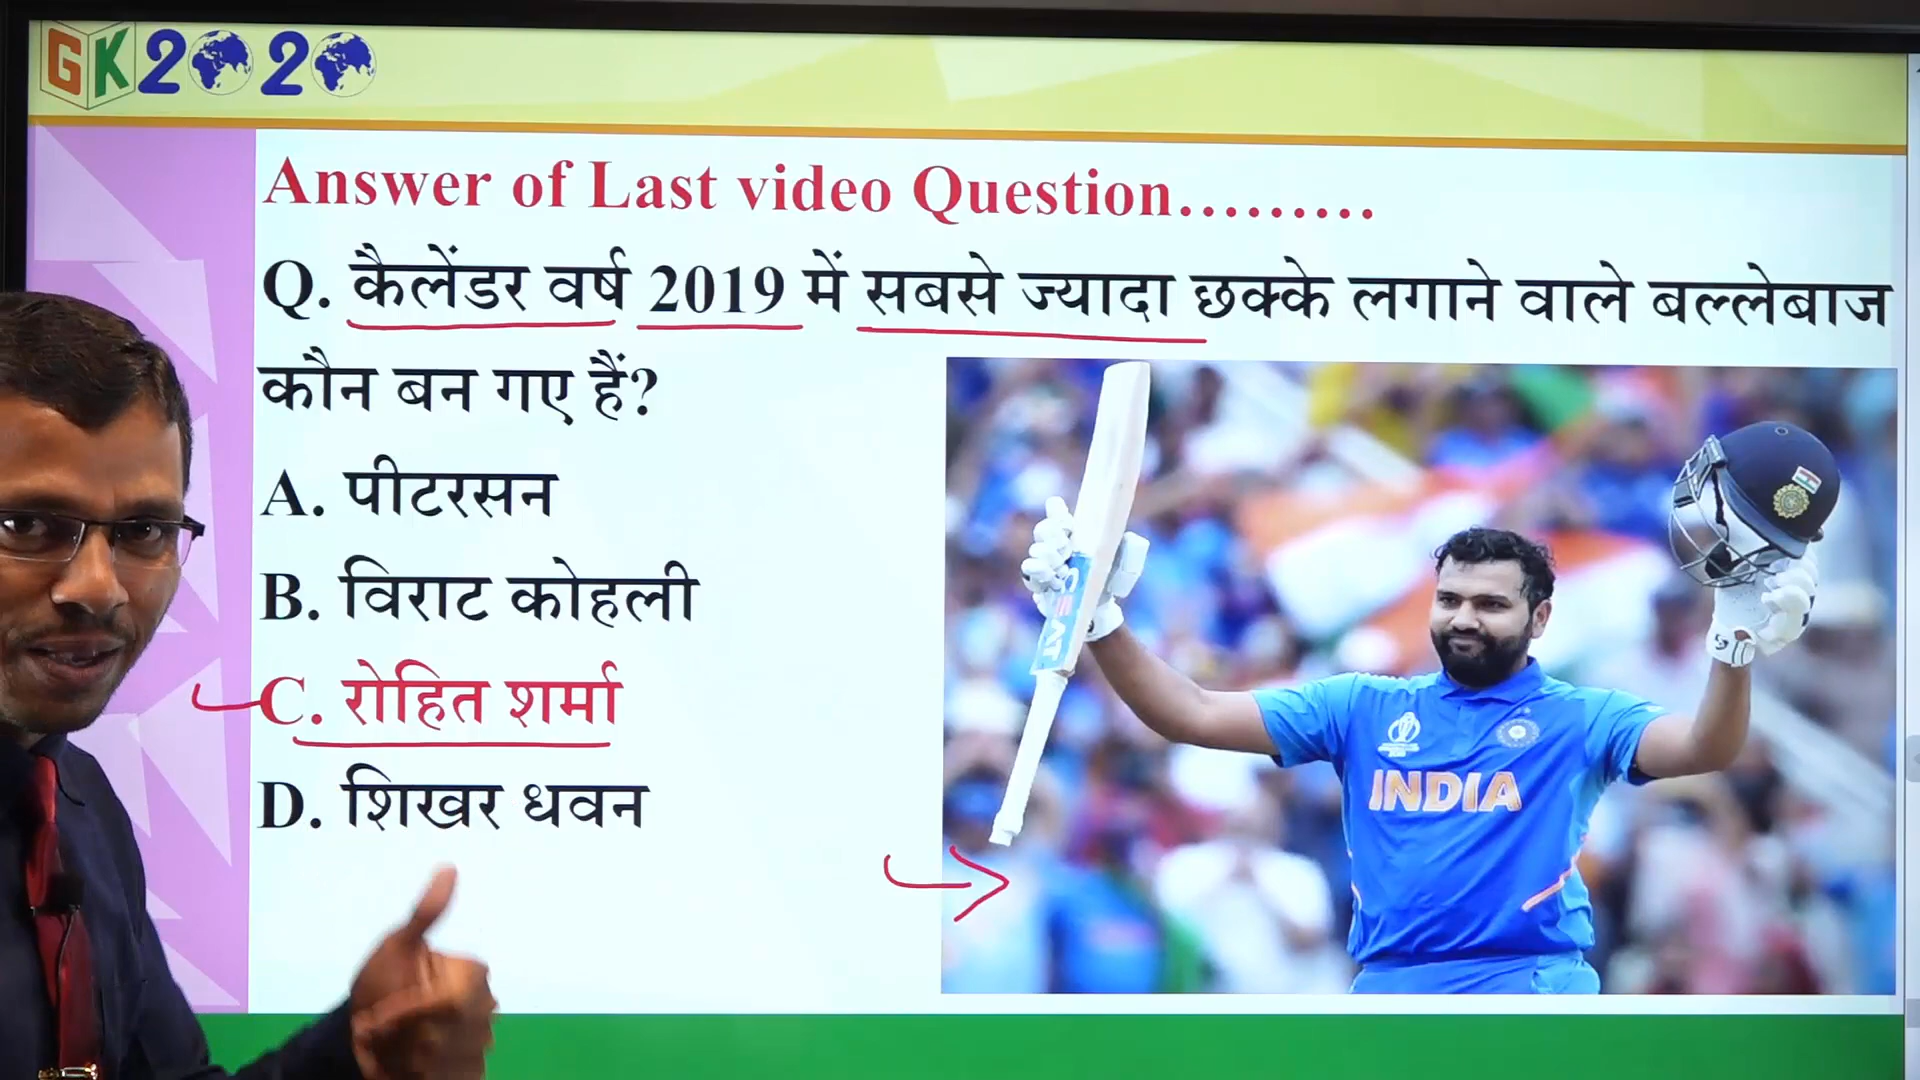 GK2020
Answer of Last video Question.........
Q. कैलेंडर वर्ष 2019 में सबसे ज्यादा छक्के लगाने वाले बल्लेबाज
कौन बन गए हैं?
A. पीटरसन
B. विराट कोहली
C. रोहित शर्मा
D. शिखर धवन
CEAT
INDIA